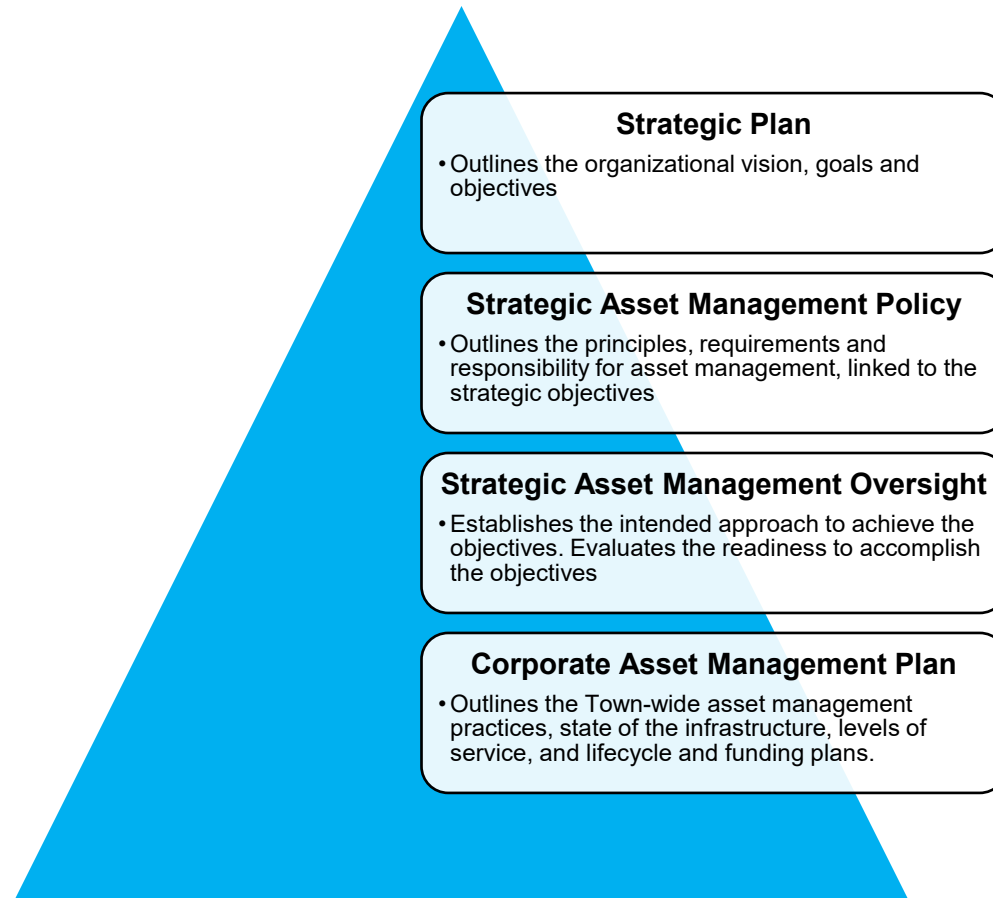 Strategic Plan
• Outlines the organizational vision, goals and
objectives
Strategic Asset Management Policy
• Outlines the principles, requirements and
responsibility for asset management, linked to the
strategic objectives
Strategic Asset Management Oversight
• Establishes the intended approach to achieve the
objectives. Evaluates the readiness to accomplish
the objectives
Corporate Asset Management Plan
• Outlines the Town-wide asset management
practices, state of the infrastructure, levels of
service, and lifecycle and funding plans.